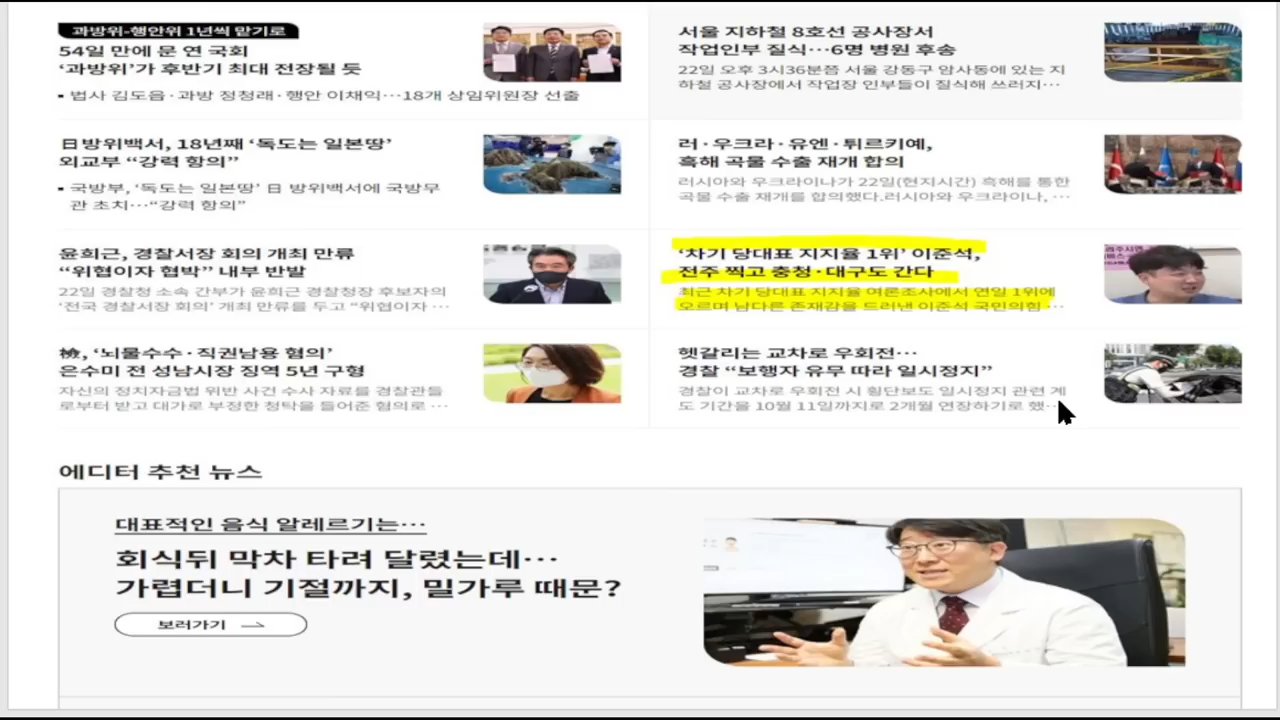 과방위-행안위 1년씩 맡기로
54일 만에 문 연 국회
‘과방위’가 후반기 최대 전장될 듯
▪ 법사 김도읍·과방 정청래·행안 이채익…18개 상임위원장 선출
서울 지하철 8호선 공사장서
작업인부 질식…6명 병원 후송
22일 오후 3시36분쯤 서울 강동구 암사동에 있는 지
하철 공사장에서 작업장 인부들이 질식해 쓰러지…
日방위백서, 18년째 ‘독도는 일본땅’
외교부 “강력 항의”
▪ 국방부, ‘독도는 일본땅’ 日 방위백서에 국방무
관 초치…“강력 항의”
러·우크라·유엔·튀르키예,
흑해 곡물 수출 재개 합의
러시아와 우크라이나가 22일(현지시간) 흑해를 통한
곡물 수출 재개를 합의했다.러시아와 우크라이나, …
윤희근, 경찰서장 회의 개최 만류
“위협이자 협박” 내부 반발
22일 경찰청 소속 간부가 윤희근 경찰청장 후보자의
‘전국 경찰서장 회의’ 개최 만류를 두고 “위협이자 …
‘차기 당대표 지지율 1위’ 이준석,
전주 찍고 충청·대구도 간다
최근 차기 당대표 지지율 여론조사에서 연일 1위에
오르며 남다른 존재감을 드러낸 이준석 국민의힘 …
檢, ‘뇌물수수·직권남용 혐의’
은수미 전 성남시장 징역 5년 구형
자신의 정치자금법 위반 사건 수사 자료를 경찰관들
로부터 받고 대가로 부정한 청탁을 들어준 혐의로 …
헷갈리는 교차로 우회전…
경찰 “보행자 유무 따라 일시정지”
경찰이 교차로 우회전 시 횡단보도 일시정지 관련 계
도 기간을 10월 11일까지로 2개월 연장하기로 했…
에디터 추천 뉴스
대표적인 음식 알레르기는…
회식뒤 막차 타려 달렸는데…
가렵더니 기절까지, 밀가루 때문?
보러가기